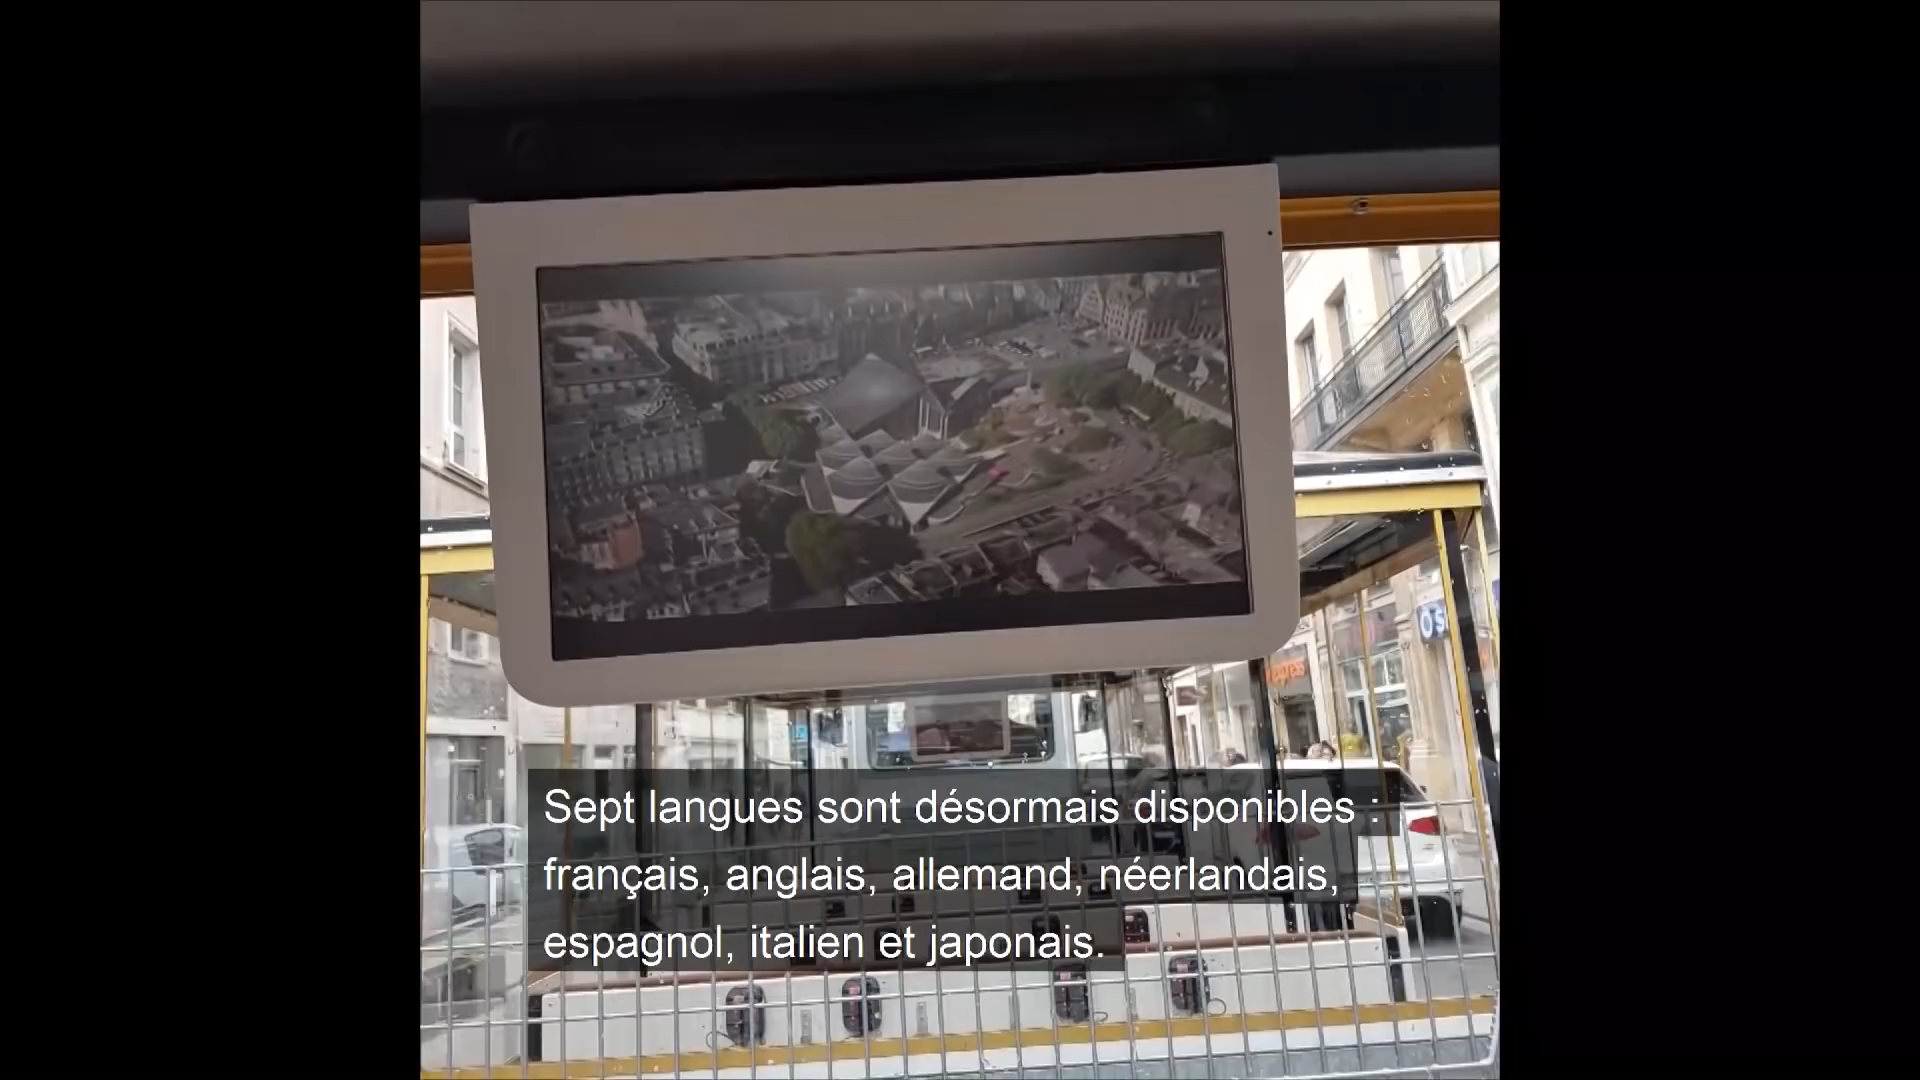 Sept langues sont désormais disponibles :
français, anglais, allemand, néerlandais,
espagnol, italien et japonais.